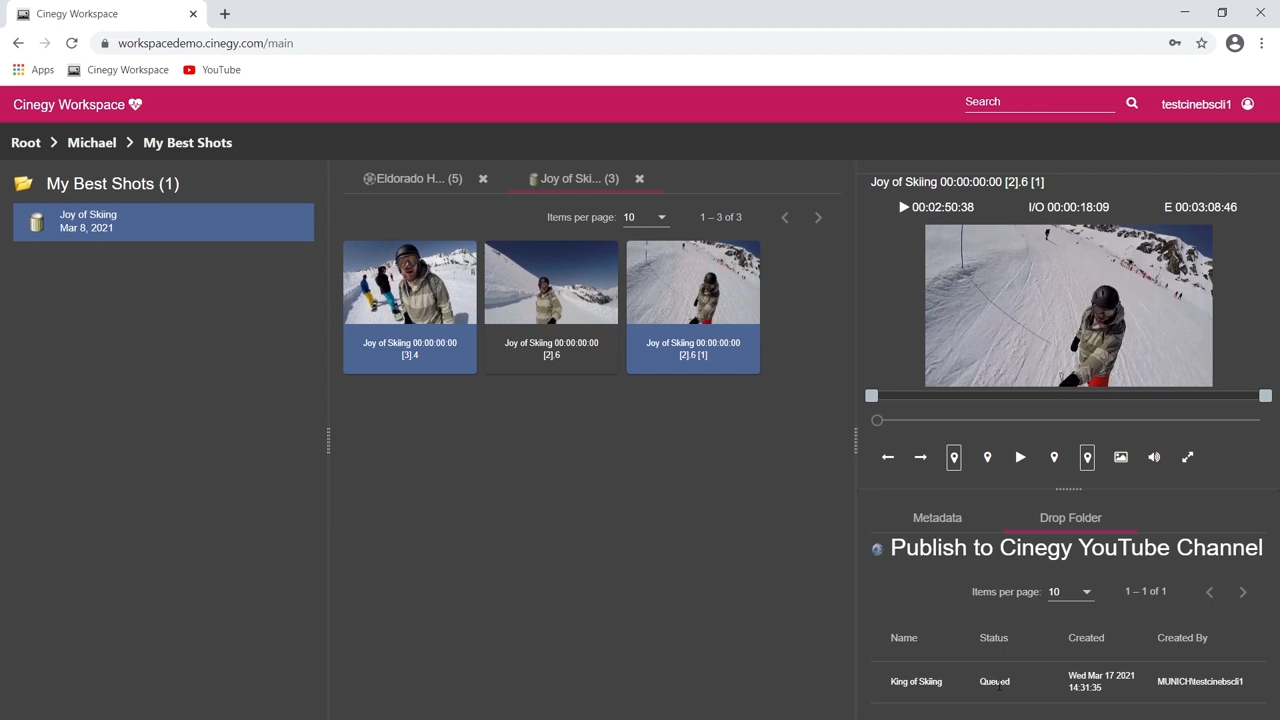 Cinegy Workspace
workspacedemo.cinegy.com/main
Apps
Cinegy Workspace
YouTube
Cinegy Workspace
Search
testcinebscli1
Root
Michael
My Best Shots
My Best Shots (1)
Joy of Skiing
Mar 8, 2021
Eldorado H... (5)
Joy of Ski... (3)
Items per page:
10
1 – 3 of 3
Joy of Skiing 00:00:00:00
[3].4
Joy of Skiing 00:00:00:00
[2].6
Joy of Skiing 00:00:00:00
[2].6 [1]
Joy of Skiing 00:00:00:00 [2].6 [1]
00:02:50:38
I/O 00:00:18:09
E 00:03:08:46
Metadata
Drop Folder
Publish to Cinegy YouTube Channel
Items per page:
10
1 – 1 of 1
Name
Status
Created
Created By
King of Skiing
Queued
Wed Mar 17 2021
14:31:35
MUNICH\testcinebscli1